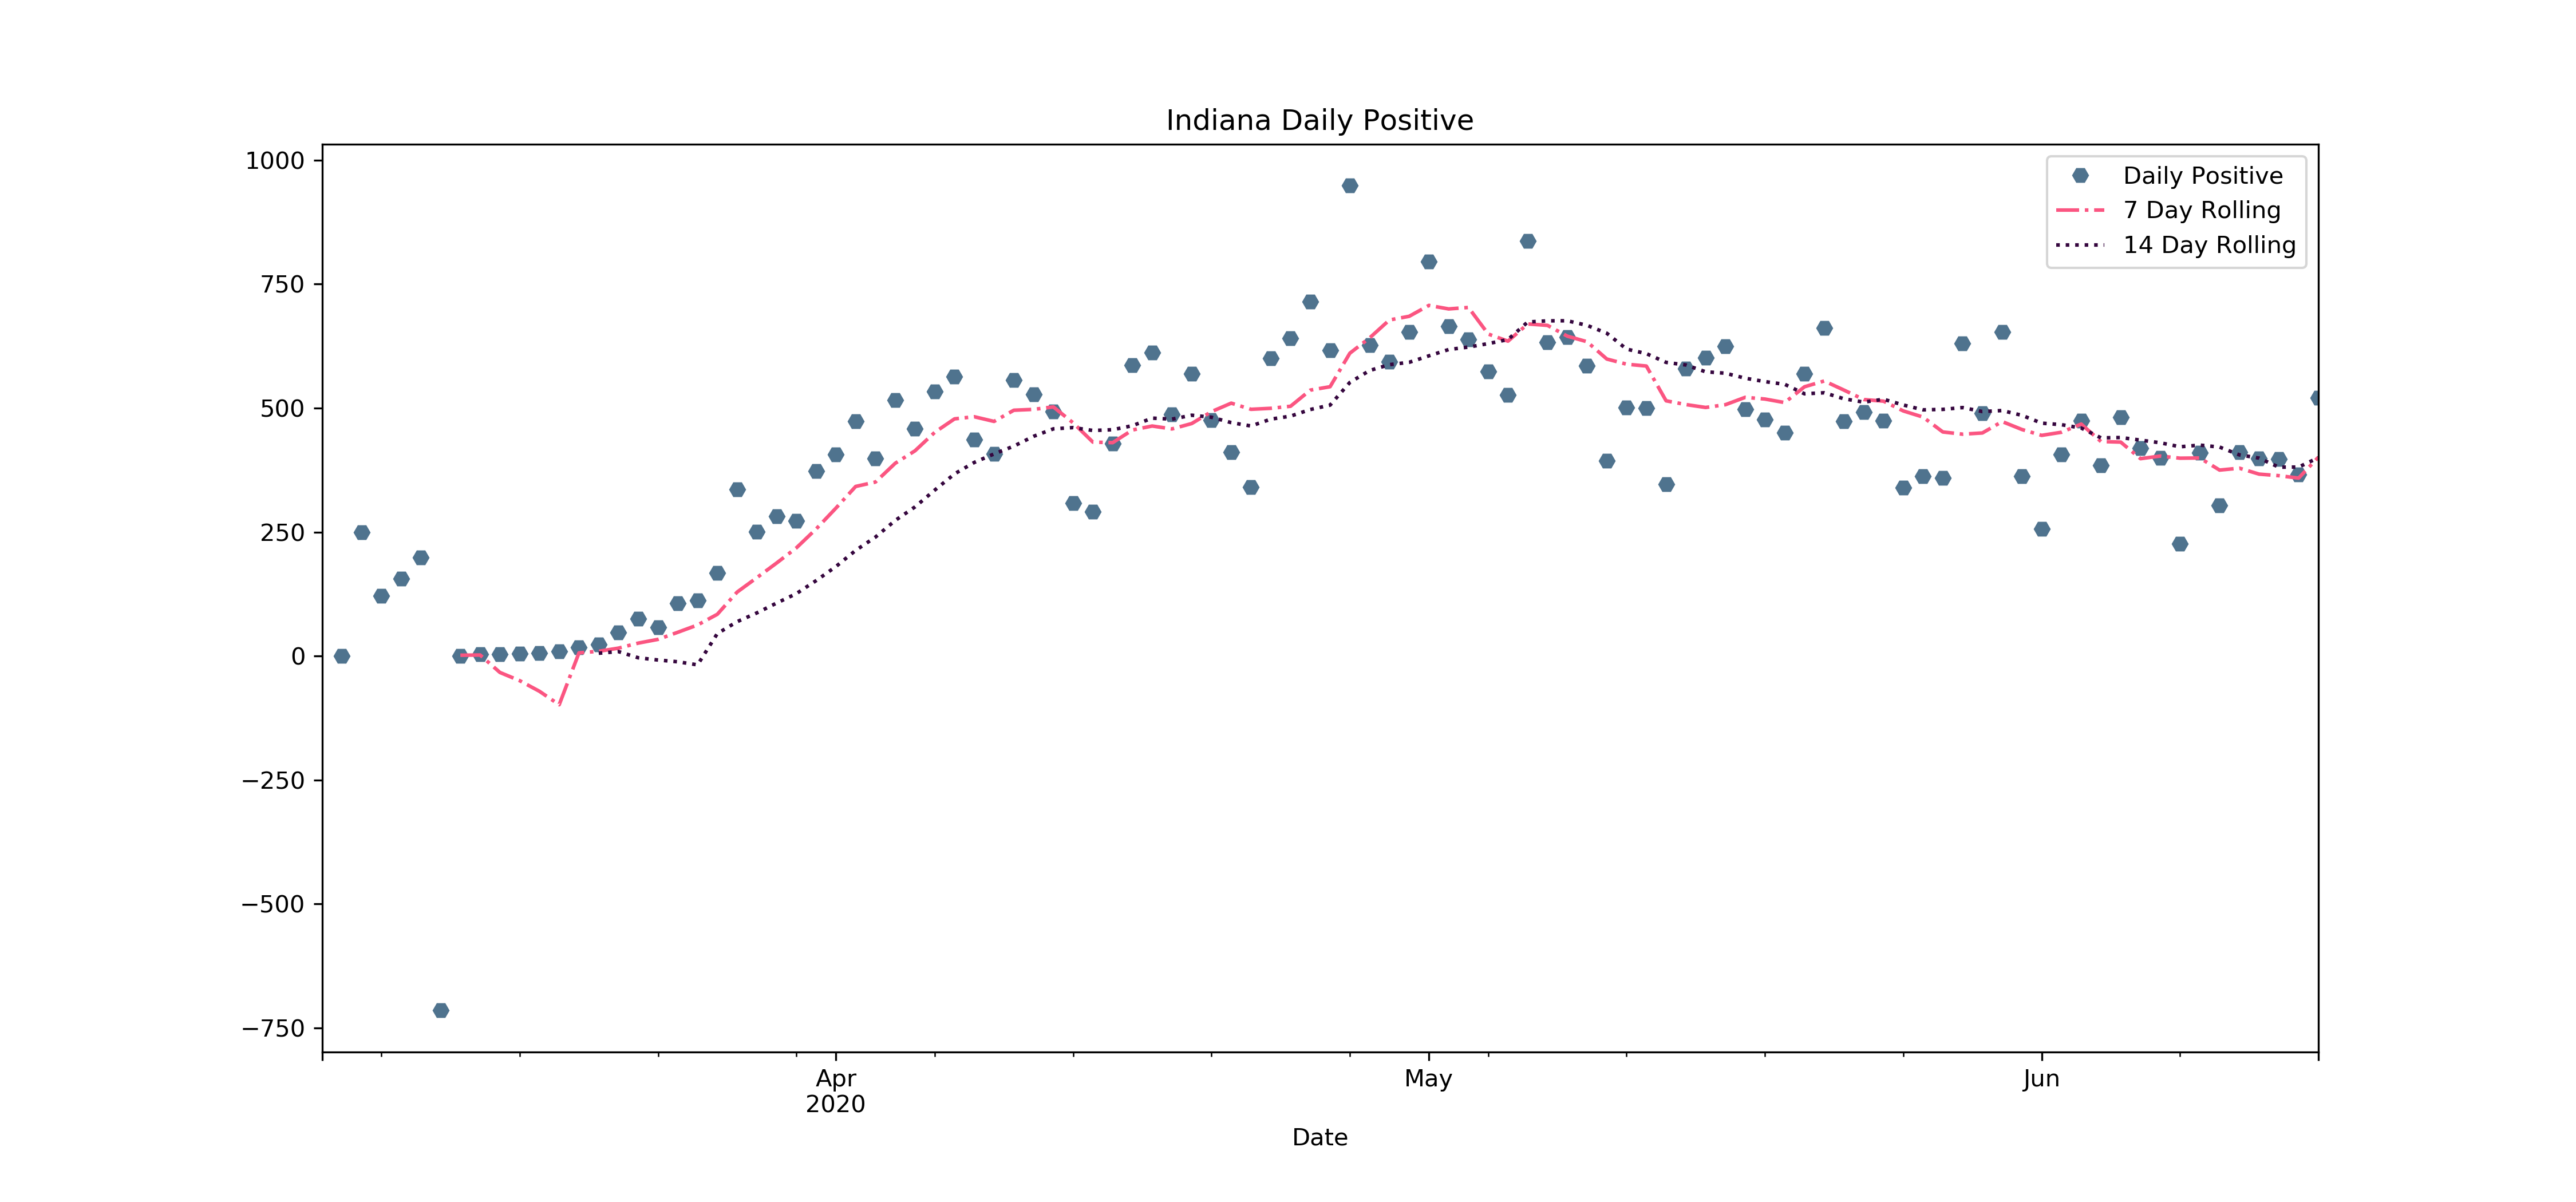 Indiana Daily Positive
1000
750
500
250
0
−250
−500
−750
Daily Positive
7 Day Rolling
14 Day Rolling
Apr
2020
May
Jun
Date